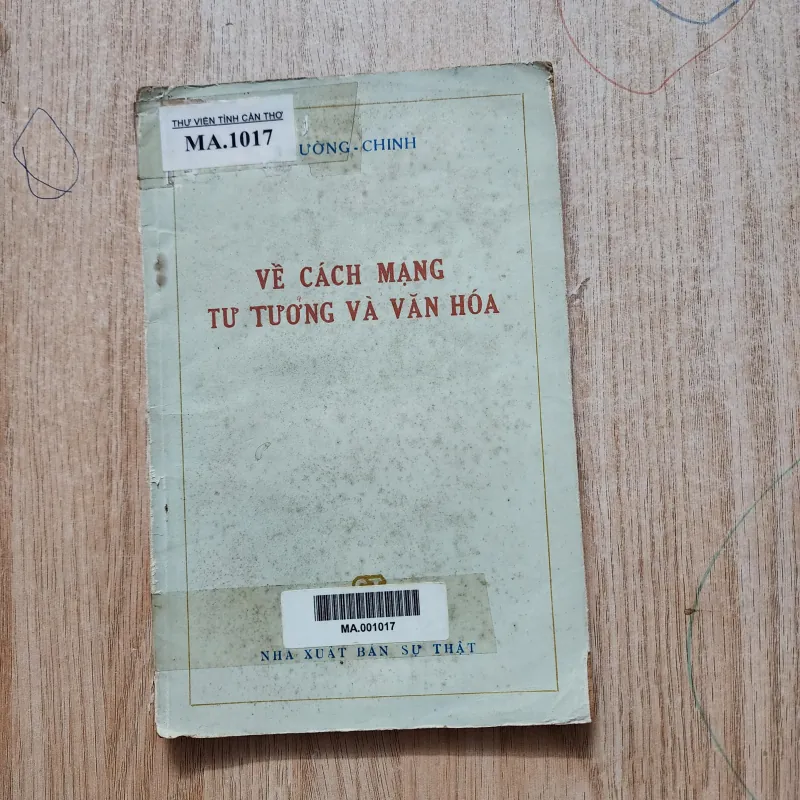 THƯ VIỆN TỈNH CẦN THƠ
MA.1017
ƯỜNG-CHINH
VỀ CÁCH MẠNG
TƯ TƯỞNG VÀ VĂN HÓA
MA.001017
NHÀ XUẤT BẢN SỰ THẬT